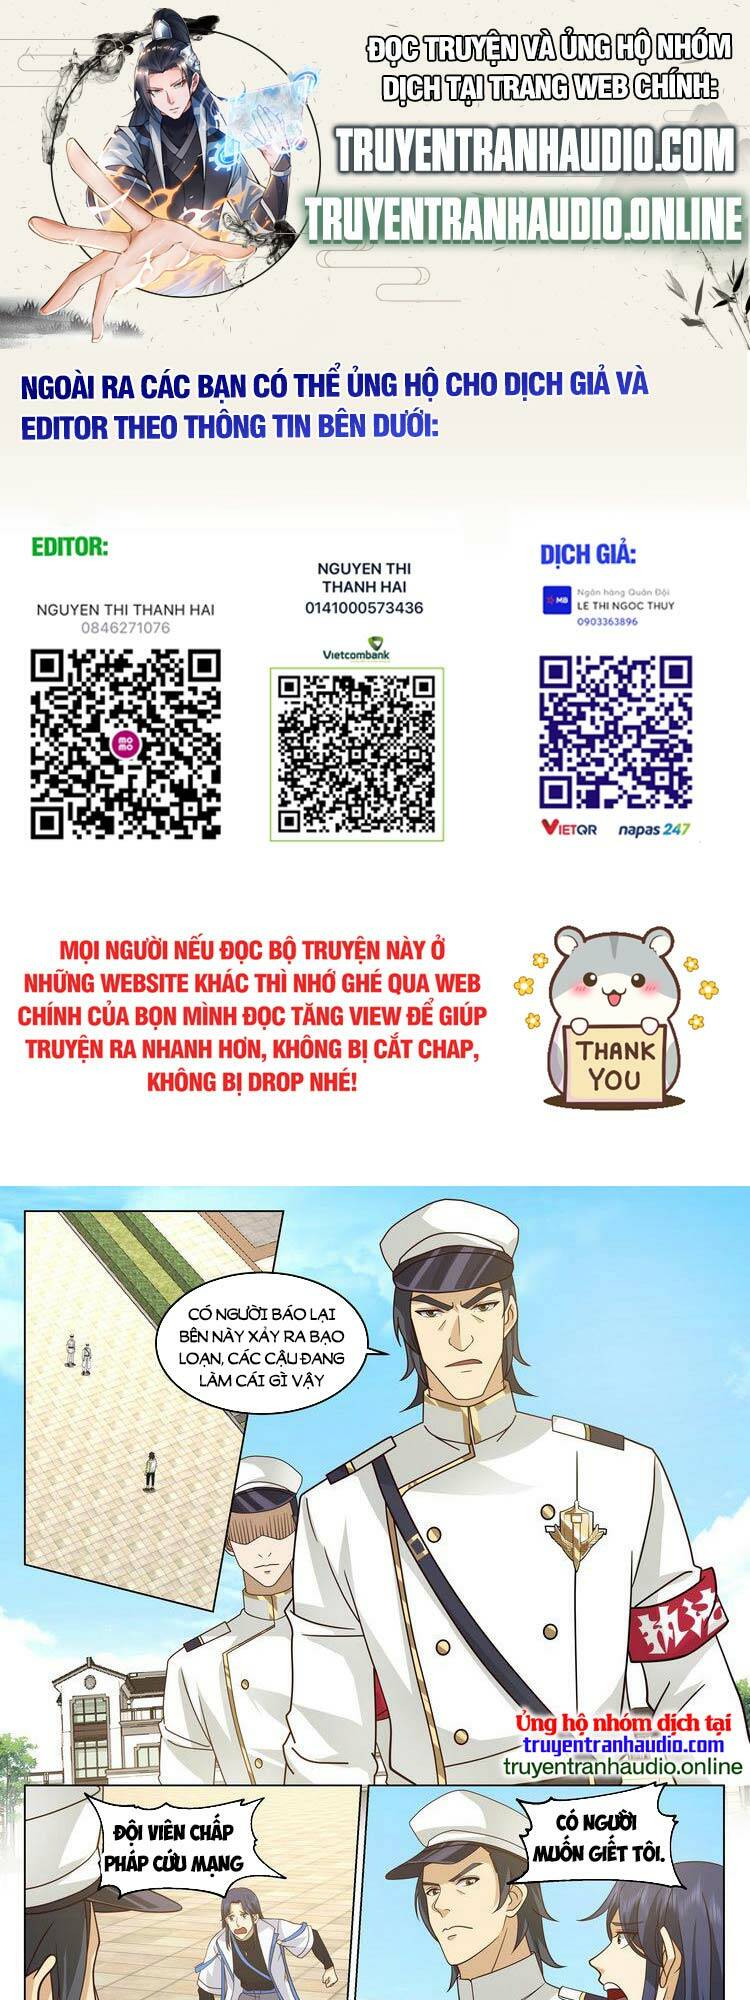 ĐỌC TRUYỆN VÀ ỦNG HỘ NHÓM
DỊCH TẠI TRANG WEB CHÍNH:
TRUYENTRANHAUDIO.COM
TRUYENTRANHAUDIO.ONLINE
NGOÀI RA CÁC BẠN CÓ THỂ ỦNG HỘ CHO DỊCH GIẢ VÀ
EDITOR THEO THÔNG TIN BÊN DƯỚI:
EDITOR:
NGUYEN THI THANH HAI
0846271076
mo
mo
NGUYEN THI
THANH HAI
0141000573436
Vietcombank
DỊCH GIẢ:
MB
Ngân hàng Quân Đội
LE THI NGOC THUY
0903363896
VIETQR napas 247
MỌI NGƯỜI NẾU ĐỌC BỘ TRUYỆN NÀY Ở
NHỮNG WEBSITE KHÁC THÌ NHỚ GHÉ QUA WEB
CHÍNH CỦA BỌN MÌNH ĐỌC TĂNG VIEW ĐỂ GIÚP
TRUYỆN RA NHANH HƠN, KHÔNG BỊ CẮT CHAP,
KHÔNG BỊ DROP NHÉ!
THANK
YOU
CÓ NGƯỜI BÁO LẠI
BÊN NÀY XẢY RA BẠO
LOẠN, CÁC CẬU ĐANG
LÀM CÁI GÌ VẬY
执法
Ủng hộ nhóm dịch tại
truyentranhaudio.com
truyentranhaudio.online
ĐỘI VIÊN CHẤP
PHÁP CỨU MẠNG
CÓ NGƯỜI
MUỐN GIẾT TÔI.